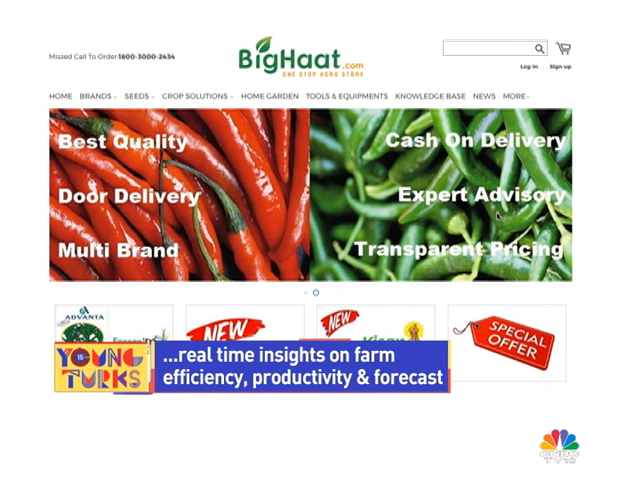 Missed Call To Order 1800-3000-2434
BigHaat.com
ONE STOP AGRO STORE
Log-in Sign-up
HOME BRANDS SEEDS CROP SOLUTIONS HOME GARDEN TOOLS & EQUIPMENTS KNOWLEDGE BASE NEWS MORE
Best Quality
Door Delivery
Multi Brand
Cash On Delivery
Expert Advisory
Transparent Pricing
ADVANTA
NEW
NEW
SPECIAL
OFFER
YOUNG
15
TURKS
...real time insights on farm
efficiency, productivity & forecast
CNBC
TV18